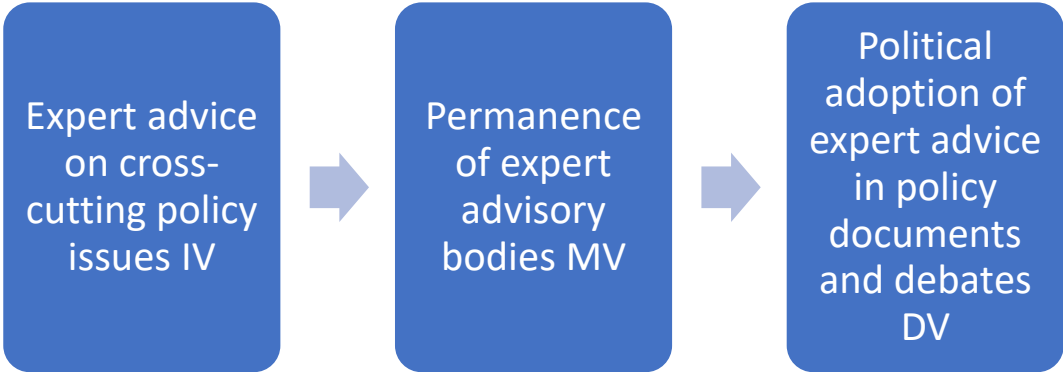 Expert advice
on cross-
cutting policy
issues IV
Permanence
of expert
advisory
bodies MV
Political
adoption of
expert advice
in policy
documents
and debates
DV